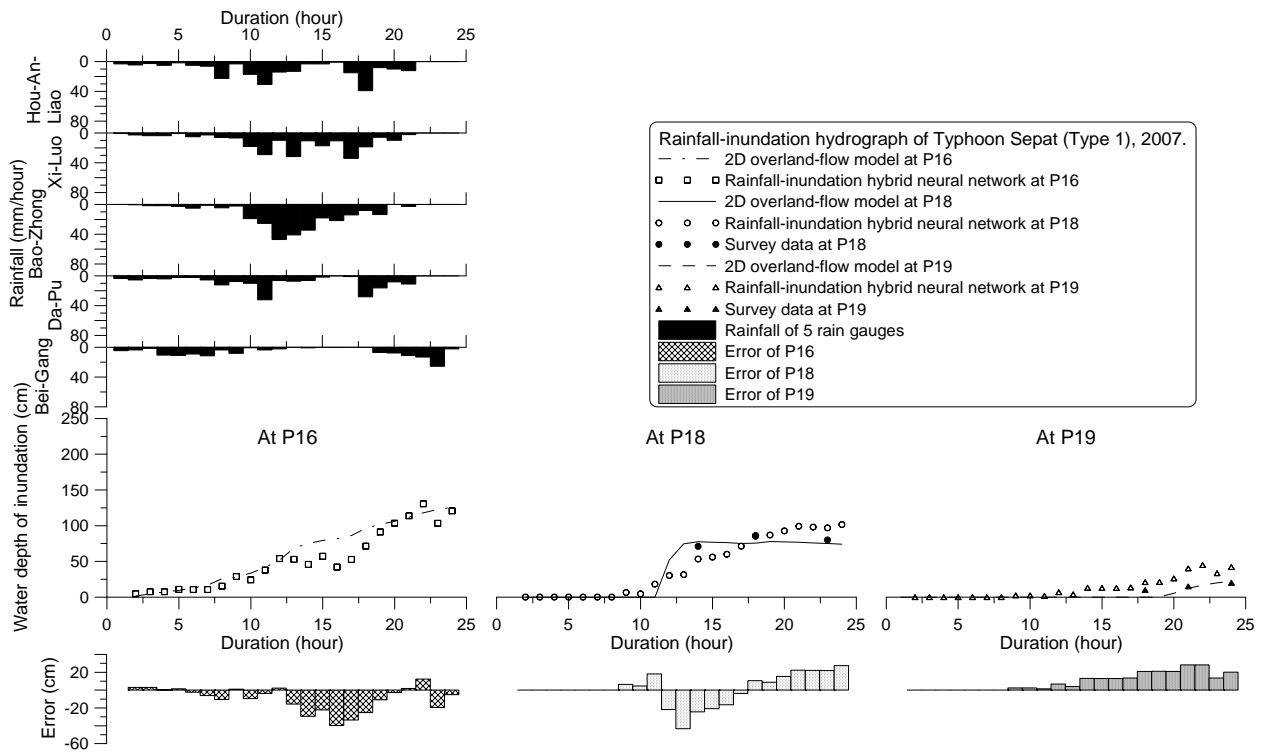 Duration (hour)
0 5 10 15 20 25
Rainfall (mm/hour)
Hou-An-
Liao
0
40
80
Xi-Luo
0
40
80
Bao-Zhong
0
40
80
Da-Pu
0
40
80
Bei-Gang
0
40
80
Rainfall-inundation hydrograph of Typhoon Sepat (Type 1), 2007.
2D overland-flow model at P16
Rainfall-inundation hybrid neural network at P16
2D overland-flow model at P18
Rainfall-inundation hybrid neural network at P18
Survey data at P18
2D overland-flow model at P19
Rainfall-inundation hybrid neural network at P19
Survey data at P19
Rainfall of 5 rain gauges
Error of P16
Error of P18
Error of P19
Water depth of inundation (cm)
250
200
150
100
50
0
At P16
At P18
At P19
0 5 10 15 20 25
0 5 10 15 20 25
0 5 10 15 20 25
Duration (hour)
Duration (hour)
Duration (hour)
Error (cm)
20
-20
-60